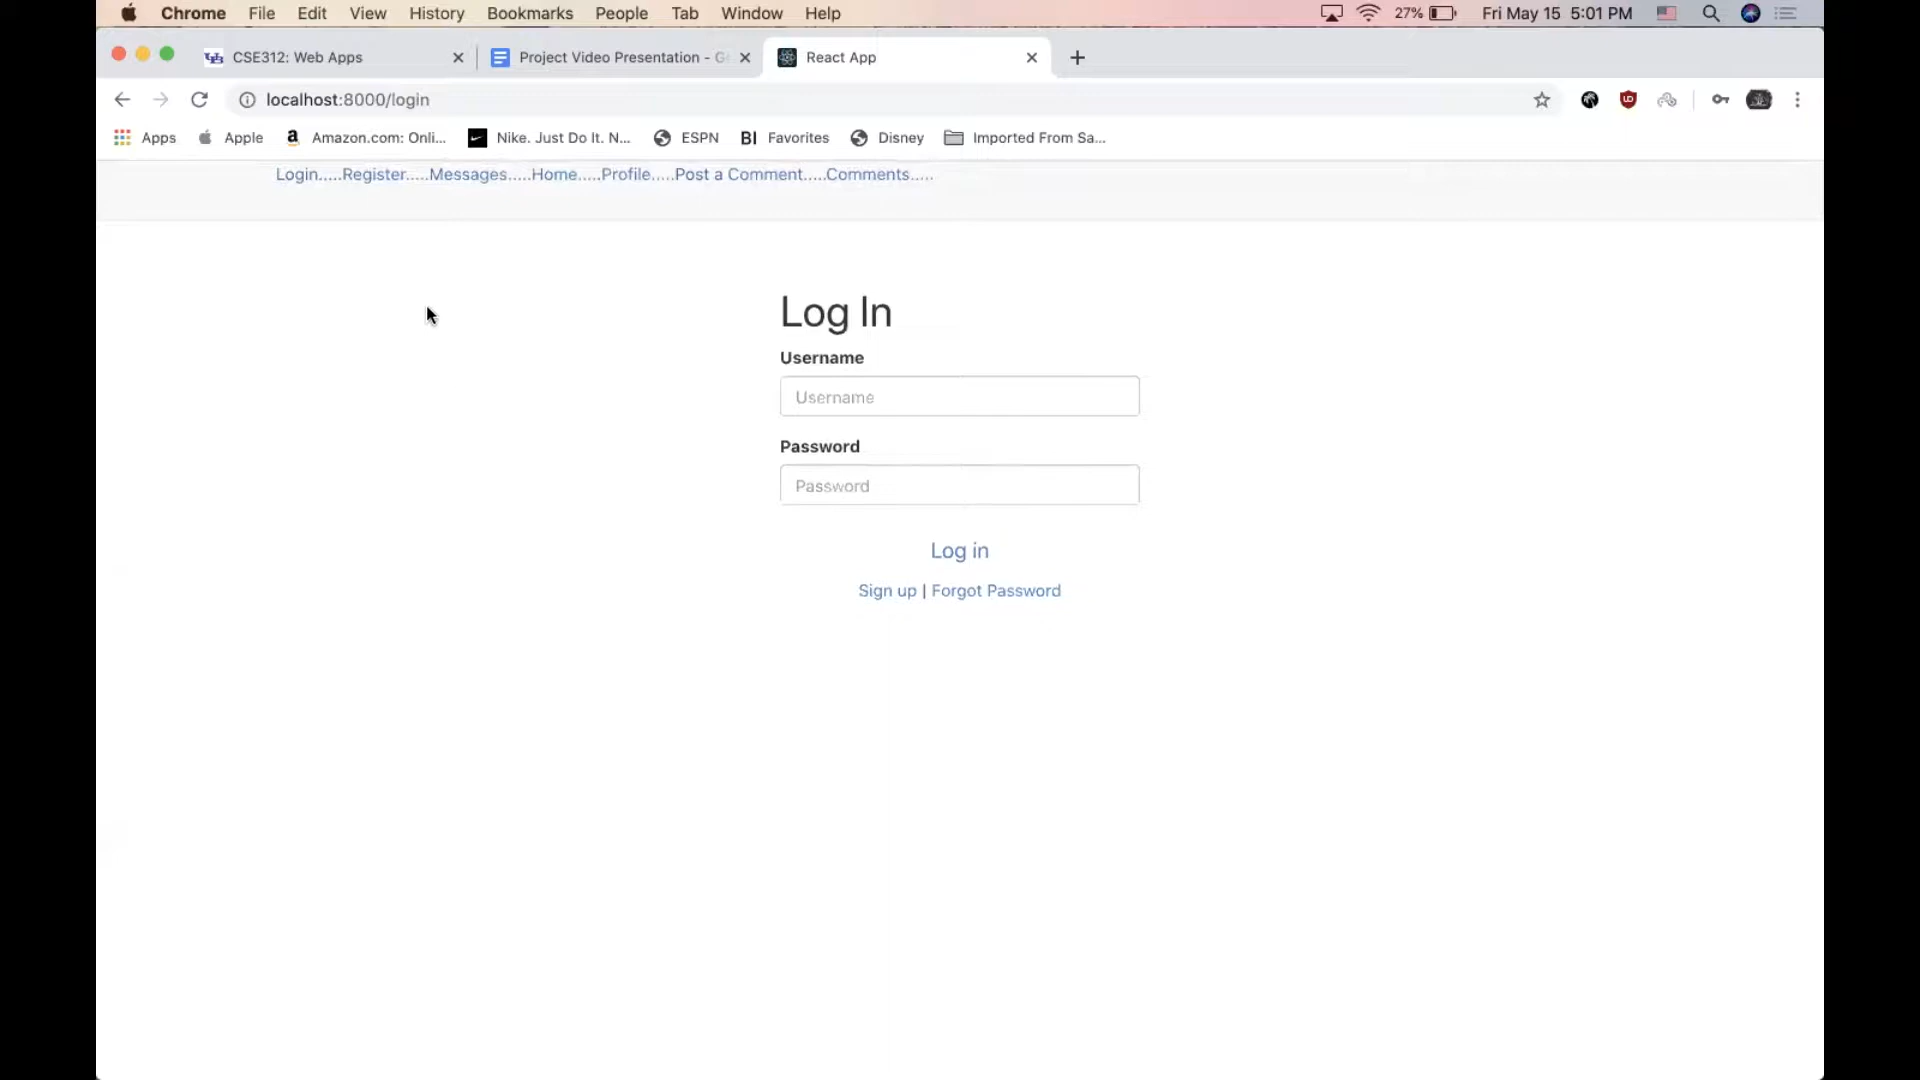 Chrome File Edit View History Bookmarks People Tab Window Help 27% Fri May 15 5:01 PM
CSE312: Web Apps Project Video Presentation - React App
localhost:8000/login
Apps Apple Amazon.com: Onli... Nike. Just Do It. N... ESPN BI Favorites Disney Imported From Sa...
Login.....Register.....Messages.....Home.....Profile.....Post a Comment.....Comments.....
Log In
Username
Username
Password
Password
Log in
Sign up | Forgot Password